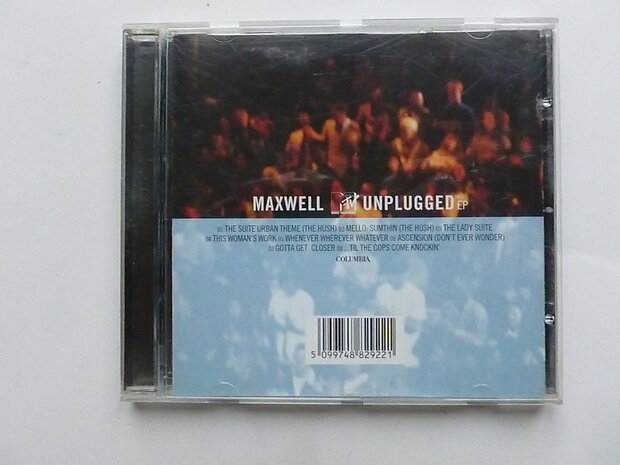 MAXWELL MTV UNPLUGGED EP
01 THE SUITE URBAN THEME (THE HUSH) 02 MELLO: SUMTHIN (THE HUSH) 03 THE LADY SUITE
04 THIS WOMAN'S WORK 05 WHENEVER WHEREVER WHATEVER 06 ASCENSION (DON'T EVER WONDER)
07 GOTTA GET CLOSER 08 ...TIL THE COPS COME KNOCKIN'
COLUMBIA
5 099748 829221